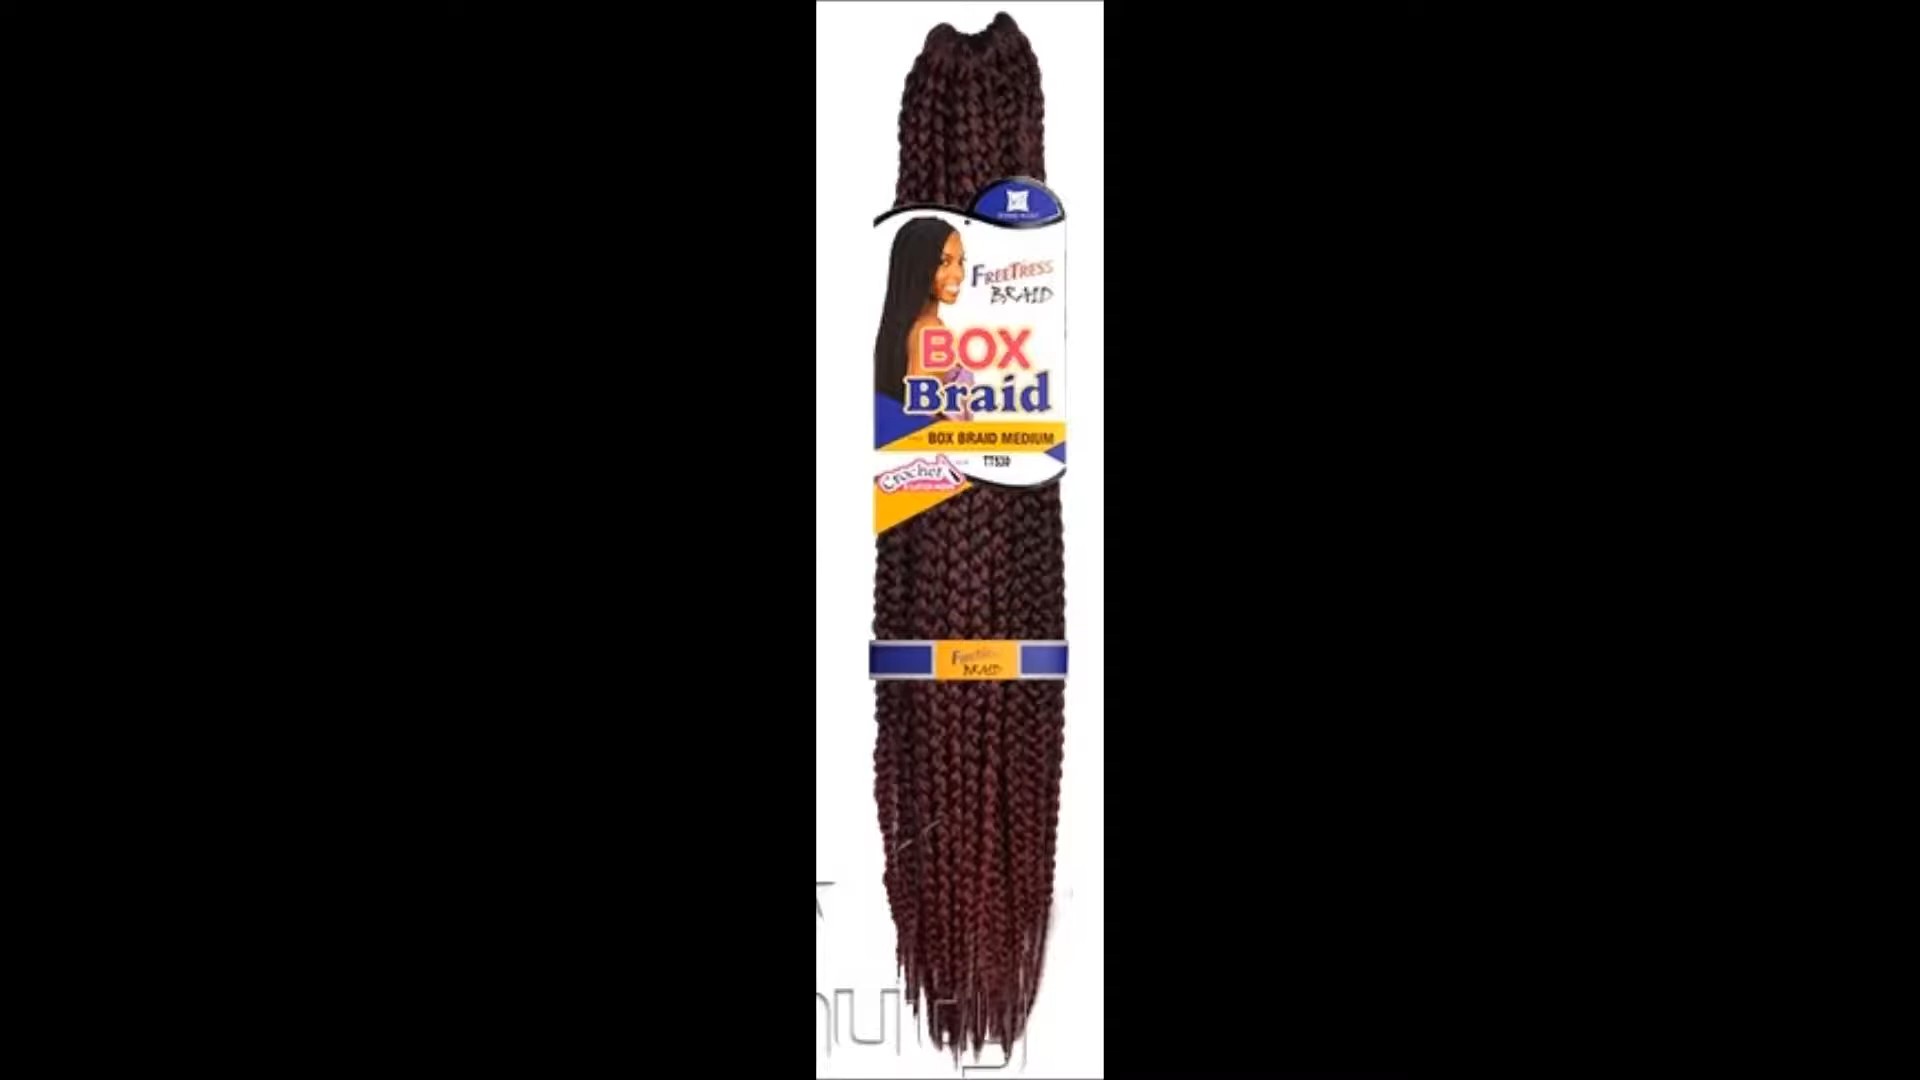 FREETRESS
BRAID
BOX
Braid
BOX BRAID MEDIUM
TT530
Crochet
FreeTress
BRAID